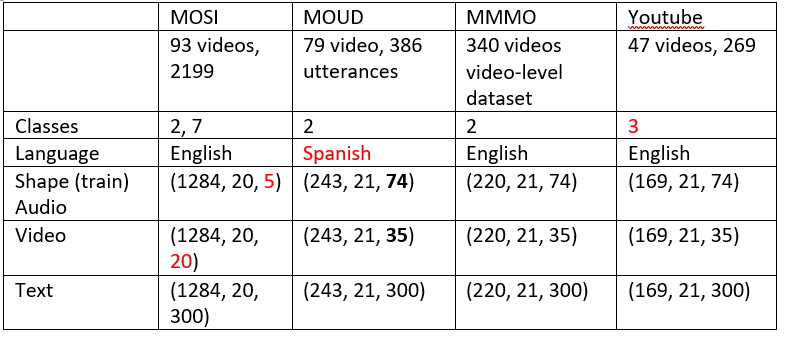 MOSI MOUD MMMO Youtube
93 videos, 79 video, 386 340 videos 47 videos, 269
2199 utterances video-level
dataset
Classes 2, 7 2 2 3
Language English Spanish English English
Shape (train) (1284, 20, 5) (243, 21, 74) (220, 21, 74) (169, 21, 74)
Audio
Video (1284, 20, (243, 21, 35) (220, 21, 35) (169, 21, 35)
20)
Text (1284, 20, (243, 21, 300) (220, 21, 300) (169, 21, 300)
300)